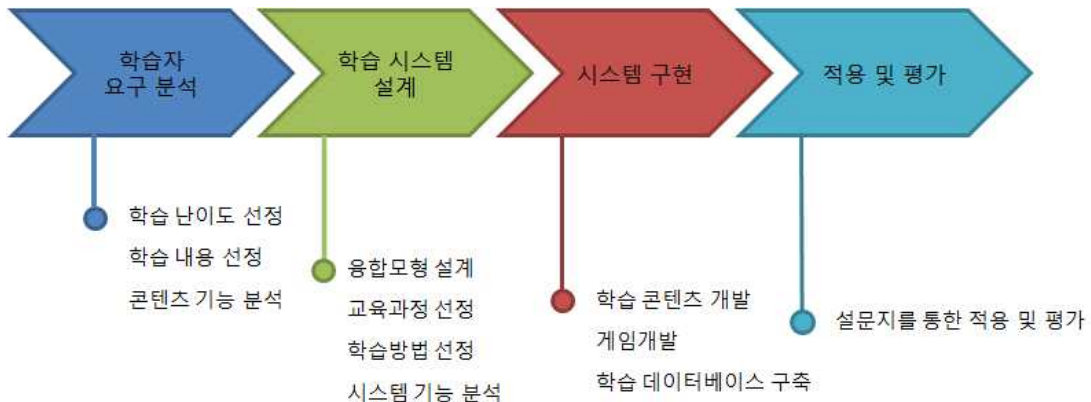 학습자
요구 분석
학습 시스템
설계
시스템 구현
적용 및 평가
학습 난이도 선정
학습 내용 선정
콘텐츠 기능 분석
융합모형 설계
교육과정 선정
학습방법 선정
시스템 기능 분석
학습 콘텐츠 개발
게임개발
학습 데이터베이스 구축
설문지를 통한 적용 및 평가